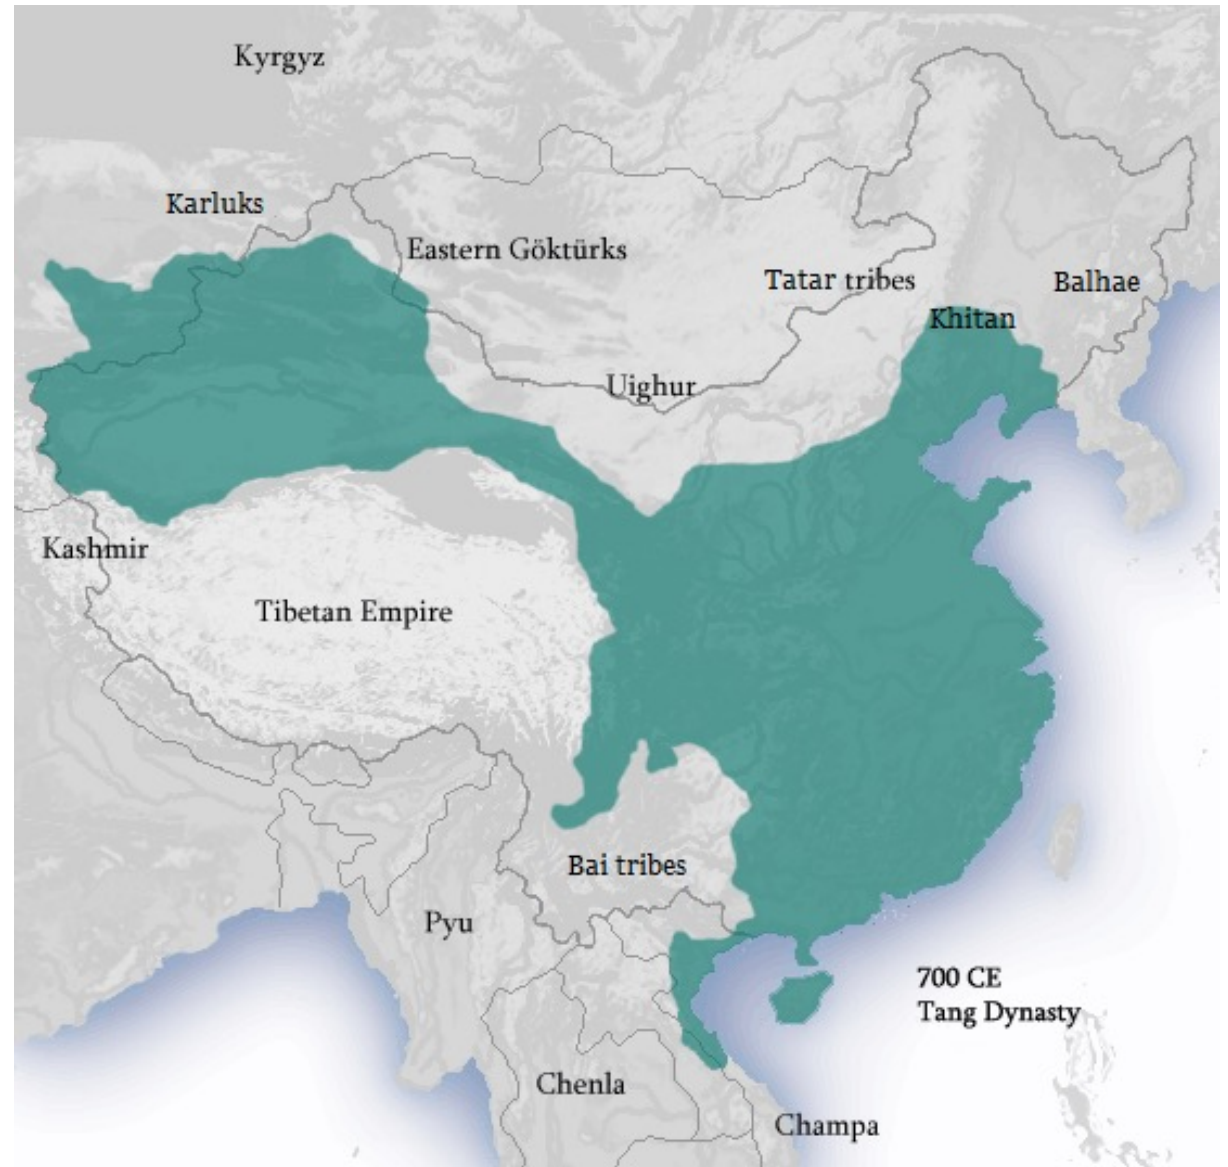 Kyrgyz
Karluks
Eastern Göktürks
Tatar tribes
Balhae
Khitan
Uighur
Kashmir
Tibetan Empire
Bai tribes
Pyu
700 CE
Tang Dynasty
Chenla
Champa